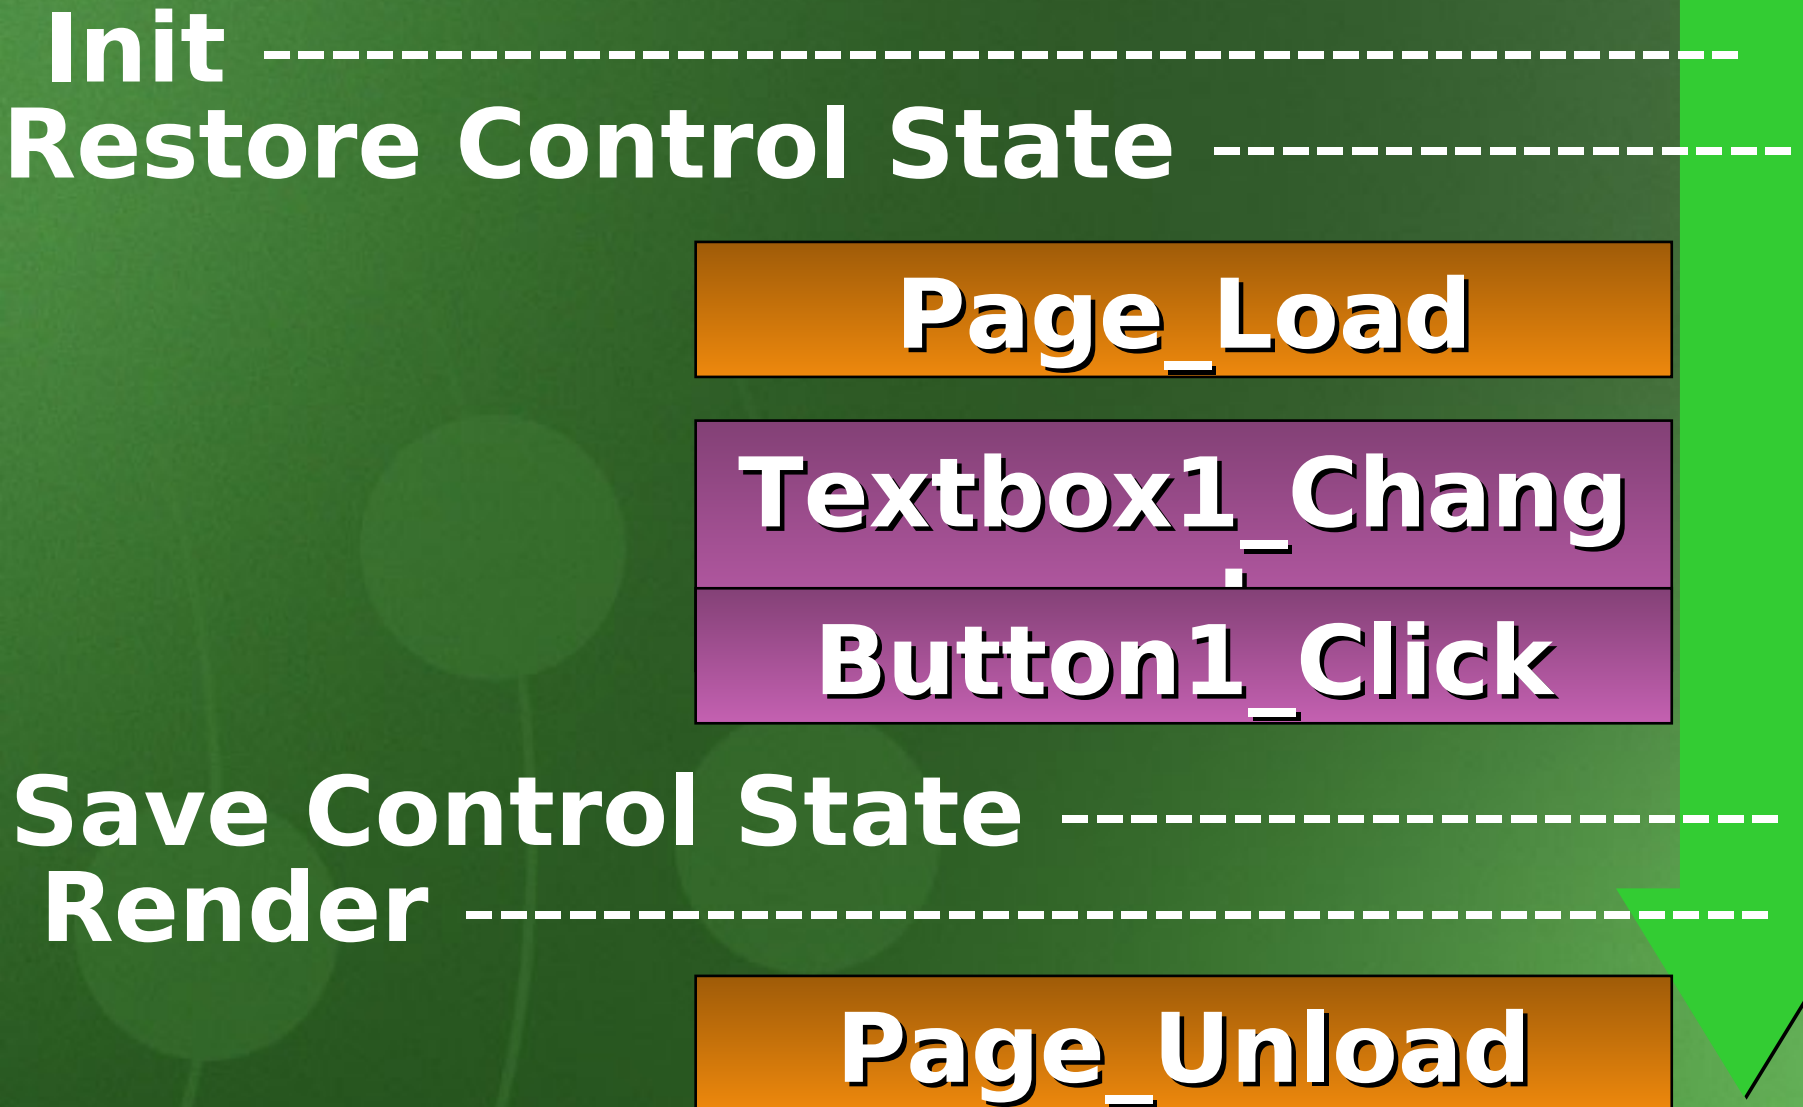 Init
Restore Control State
Page_Load
Textbox1_Chang
Button1_Click
Save Control State
Render
Page_Unload